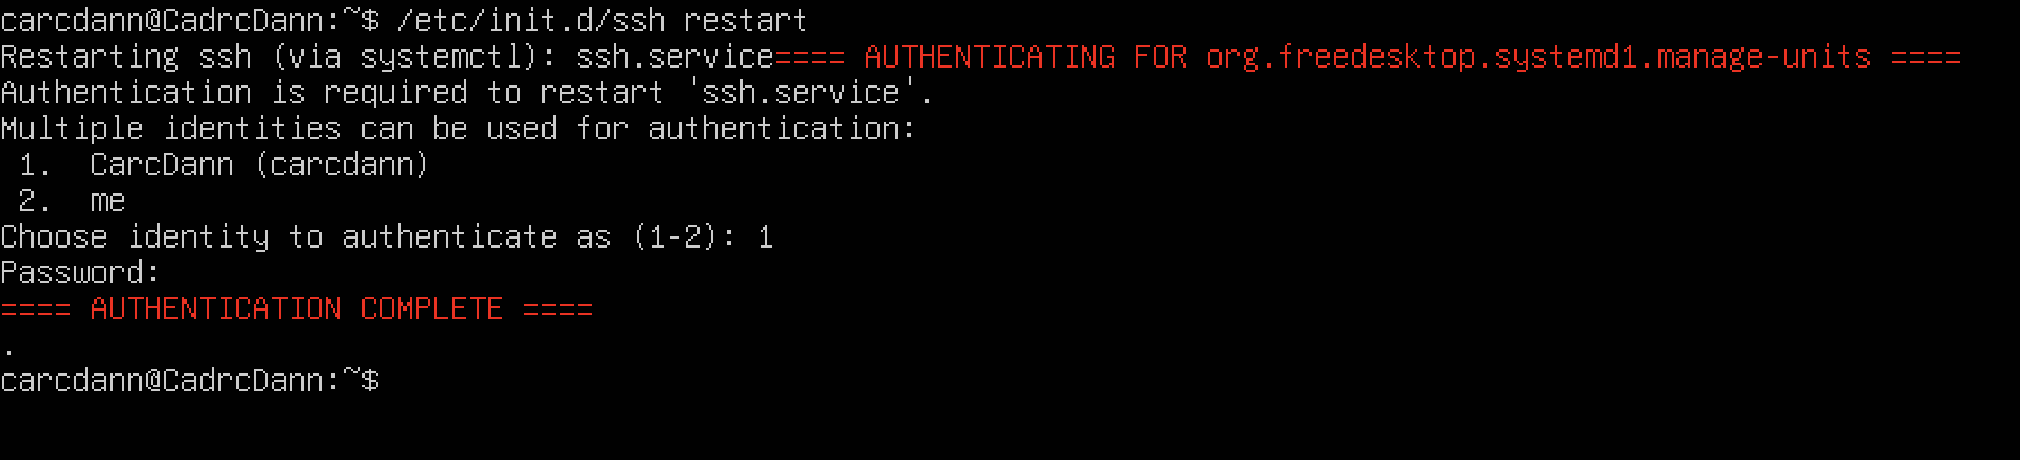 carcdann@CadrcDann:~$ /etc/init.d/ssh restart
Restarting ssh (via systemctl): ssh.service==== AUTHENTICATING FOR org.freedesktop.systemd1.manage-units ====
Authentication is required to restart 'ssh.service'.
Multiple identities can be used for authentication:
 1.  CarcDann (carcdann)
 2.  me
Choose identity to authenticate as (1-2): 1
Password:
==== AUTHENTICATION COMPLETE ====
.
carcdann@CadrcDann:~$